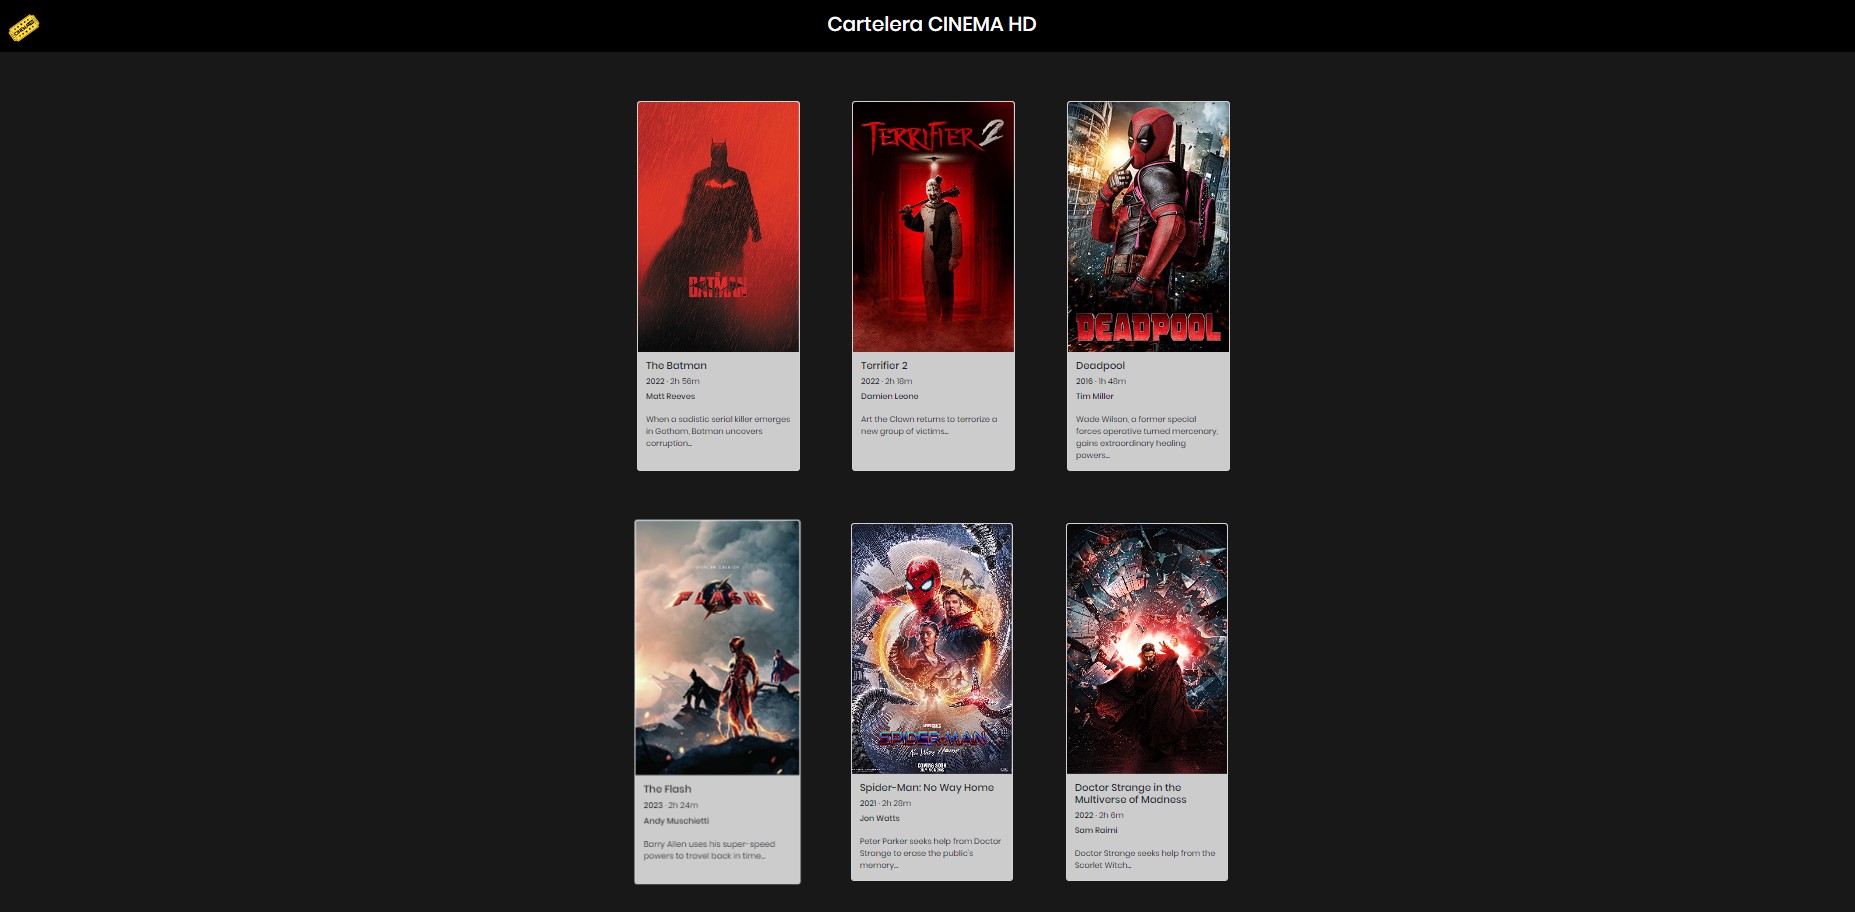 Cartelera CINEMA HD
TERRIFIER 2
DEADPOOL
THE
BATMAN
The Batman
2022 · 2h 56m
Matt Reeves
When a sadistic serial killer emerges
in Gotham, Batman uncovers
corruption...
Terrifier 2
2022 · 2h 18m
Damien Leone
Art the Clown returns to terrorize a
new group of victims...
Deadpool
2016 · 1h 48m
Tim Miller
Wade Wilson, a former special
forces operative turned mercenary,
gains extraordinary healing
powers...
FLASH
SPIDER-MAN
No Way Home
COMING SOON
The Flash
2023 · 2h 24m
Andy Muschietti
Barry Allen uses his super-speed
powers to travel back in time...
Spider-Man: No Way Home
2021 · 2h 28m
Jon Watts
Peter Parker seeks help from Doctor
Strange to erase the public's
memory...
Doctor Strange in the
Multiverse of Madness
2022 · 2h 6m
Sam Raimi
Doctor Strange seeks help from the
Scarlet Witch...